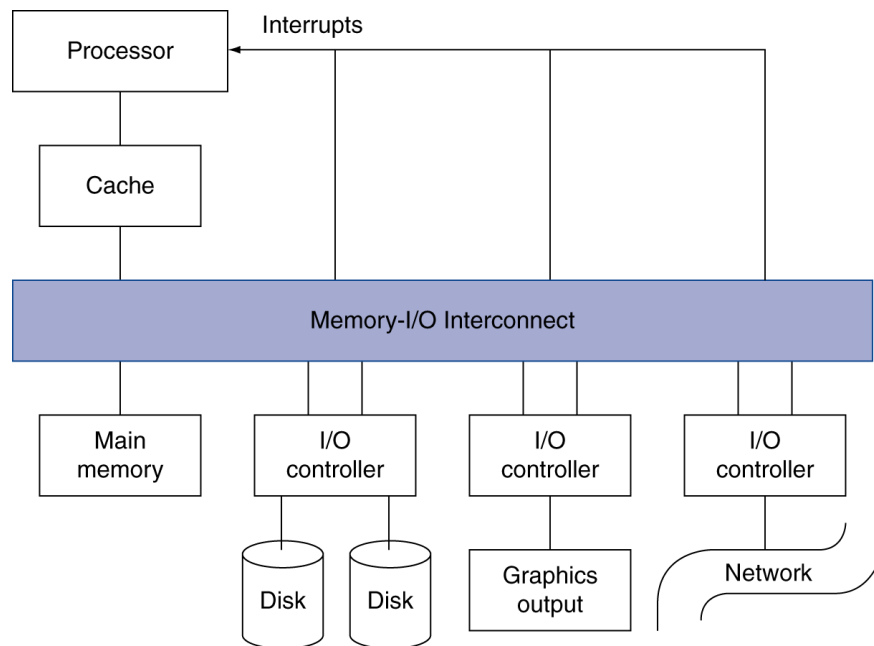 Interrupts
Processor
Cache
Memory-I/O Interconnect
Main
memory
I/O
controller
I/O
controller
I/O
controller
Disk
Disk
Graphics
output
Network